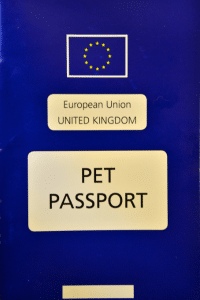 European Union
UNITED KINGDOM
PET
PASSPORT